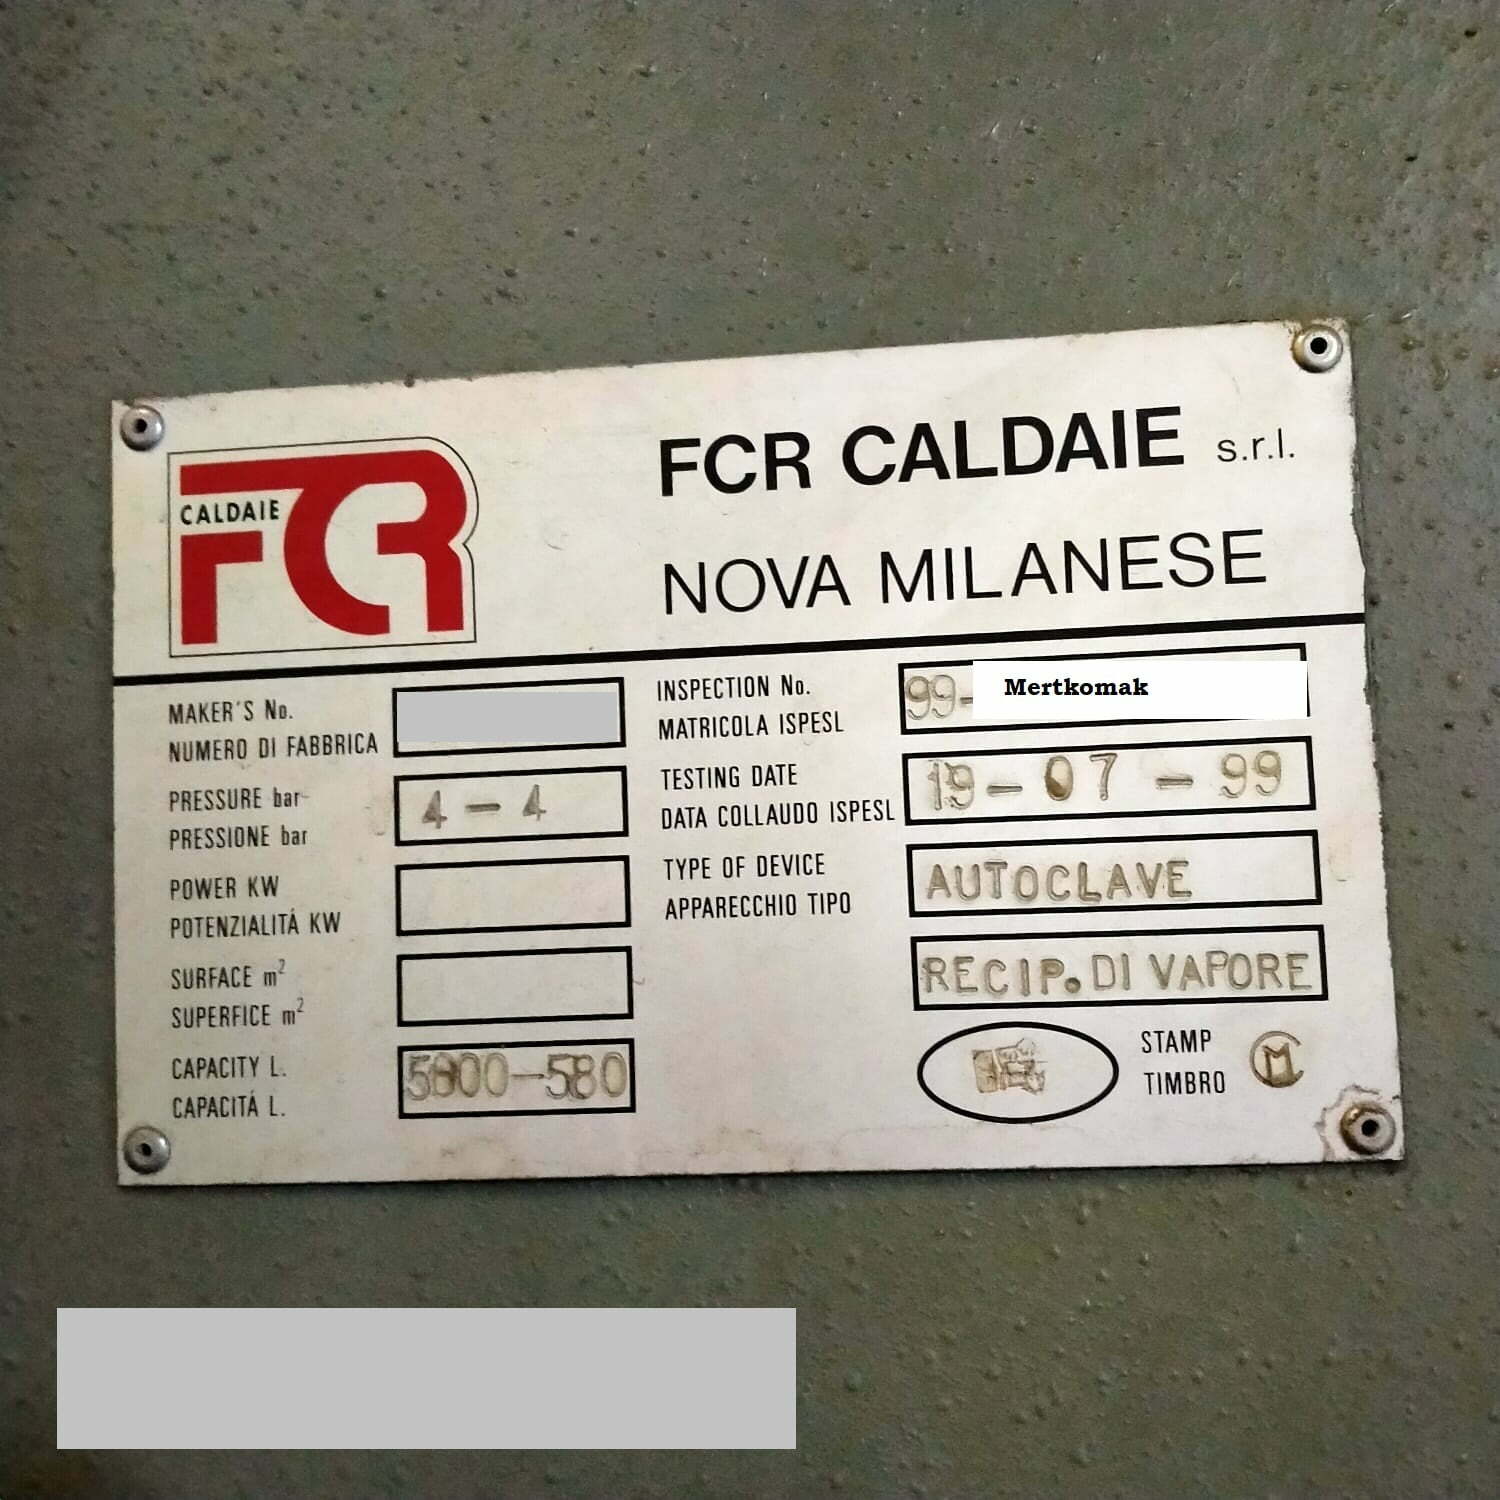 CALDAIE
FCR
FCR CALDAIE s.r.l.
NOVA MILANESE
MAKER'S No.
NUMERO DI FABBRICA
PRESSURE bar
PRESSIONE bar
4-4
POWER KW
POTENZIALITÁ KW
SURFACE m²
SUPERFICE m²
CAPACITY L.
CAPACITÁ L.
5800-580
INSPECTION No.
MATRICOLA ISPESL
99- Mertkomak
TESTING DATE
DATA COLLAUDO ISPESL
19-07-99
TYPE OF DEVICE
APPARECCHIO TIPO
AUTOCLAVE
RECIP. DI VAPORE
STAMP
TIMBRO